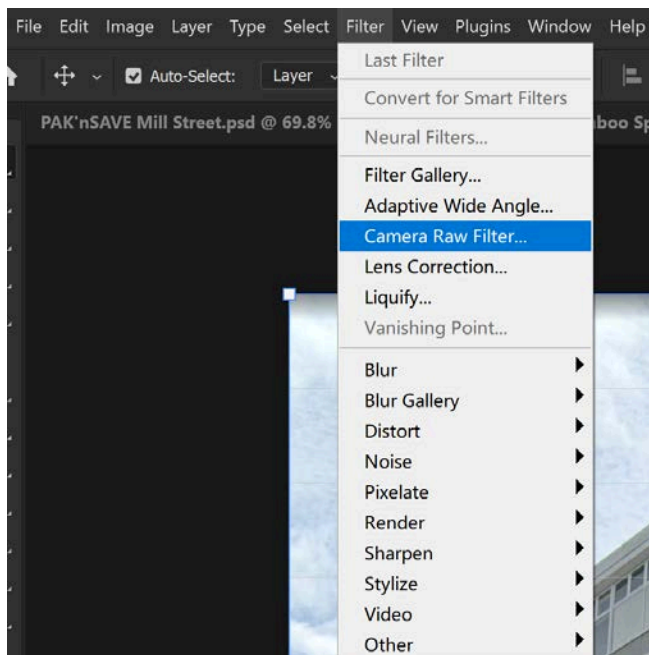 File Edit Image Layer Type Select Filter View Plugins Window Help
Auto-Select: Layer
PAK'nSAVE Mill Street.psd @ 69.8%
boo Sp
Last Filter
Convert for Smart Filters
Neural Filters...
Filter Gallery...
Adaptive Wide Angle...
Camera Raw Filter...
Lens Correction...
Liquify...
Vanishing Point...
Blur
Blur Gallery
Distort
Noise
Pixelate
Render
Sharpen
Stylize
Video
Other